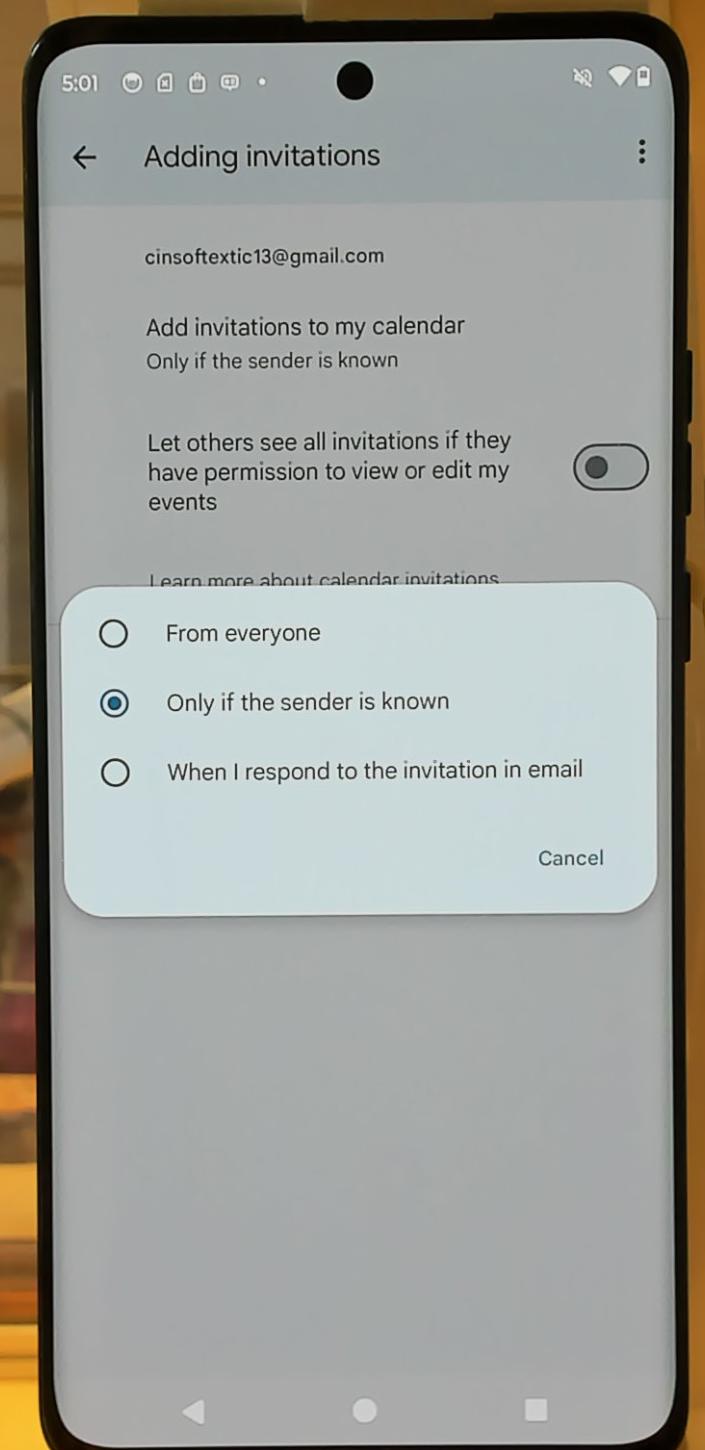 5:01
Adding invitations
cinsoftextic13@gmail.com
Add invitations to my calendar
Only if the sender is known
Let others see all invitations if they
have permission to view or edit my
events
Learn more about calendar invitations
From everyone
Only if the sender is known
When I respond to the invitation in email
Cancel